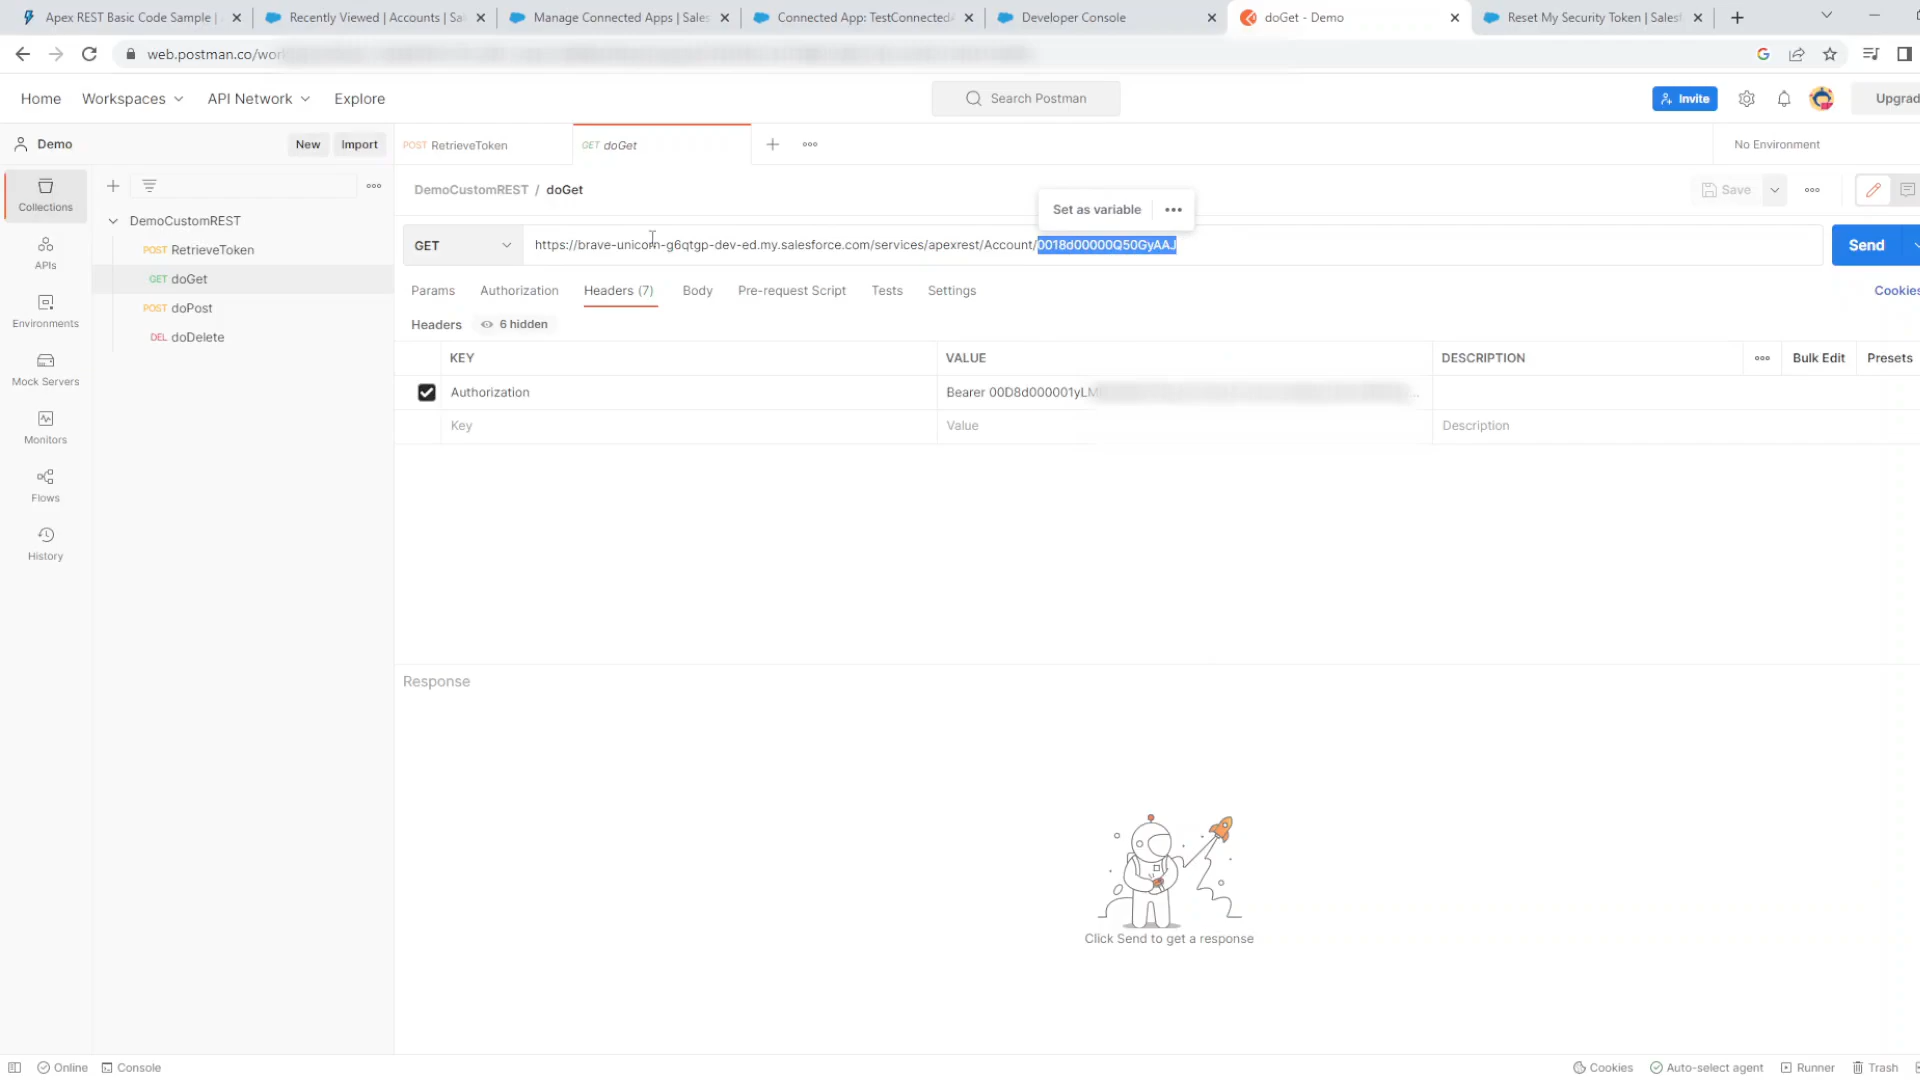 Apex REST Basic Code Sample |
Recently Viewed | Accounts | Sa
Manage Connected Apps | Sales
Connected App: TestConnectedA
Developer Console
doGet - Demo
Reset My Security Token | Sales
web.postman.co/wor
Home
Workspaces
API Network
Explore
Search Postman
Invite
Upgrad
Demo
New
Import
POST RetrieveToken
GET doGet
No Environment
Collections
DemoCustomREST
POST RetrieveToken
GET doGet
POST doPost
DEL doDelete
APIs
Environments
Mock Servers
Monitors
Flows
History
DemoCustomREST / doGet
Save
Set as variable
GET
https://brave-unicorn-g6qtgp-dev-ed.my.salesforce.com/services/apexrest/Account/0018d00000Q50GyAAJ
Send
Params
Authorization
Headers (7)
Body
Pre-request Script
Tests
Settings
Cookies
Headers
6 hidden
KEY
VALUE
DESCRIPTION
Bulk Edit
Presets
Authorization
Bearer 00D8d000001yLM
Key
Value
Description
Response
Click Send to get a response
Online
Console
Cookies
Auto-select agent
Runner
Trash